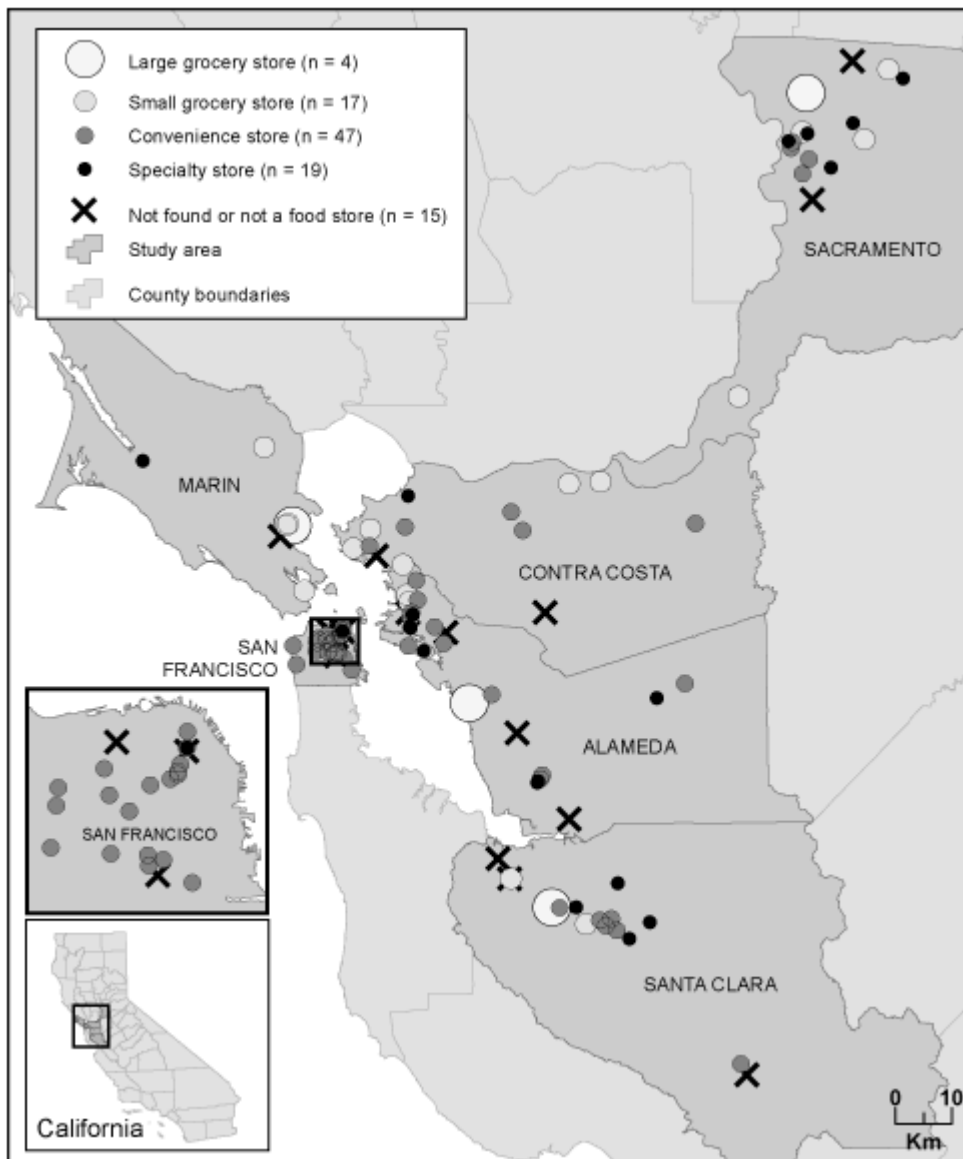 Large grocery store (n = 4)
Small grocery store (n = 17)
Convenience store (n = 47)
Specialty store (n = 19)
Not found or not a food store (n = 15)
Study area
County boundaries
SACRAMENTO
MARIN
CONTRA COSTA
SAN
FRANCISCO
ALAMEDA
SAN FRANCISCO
SANTA CLARA
California
0 10
Km